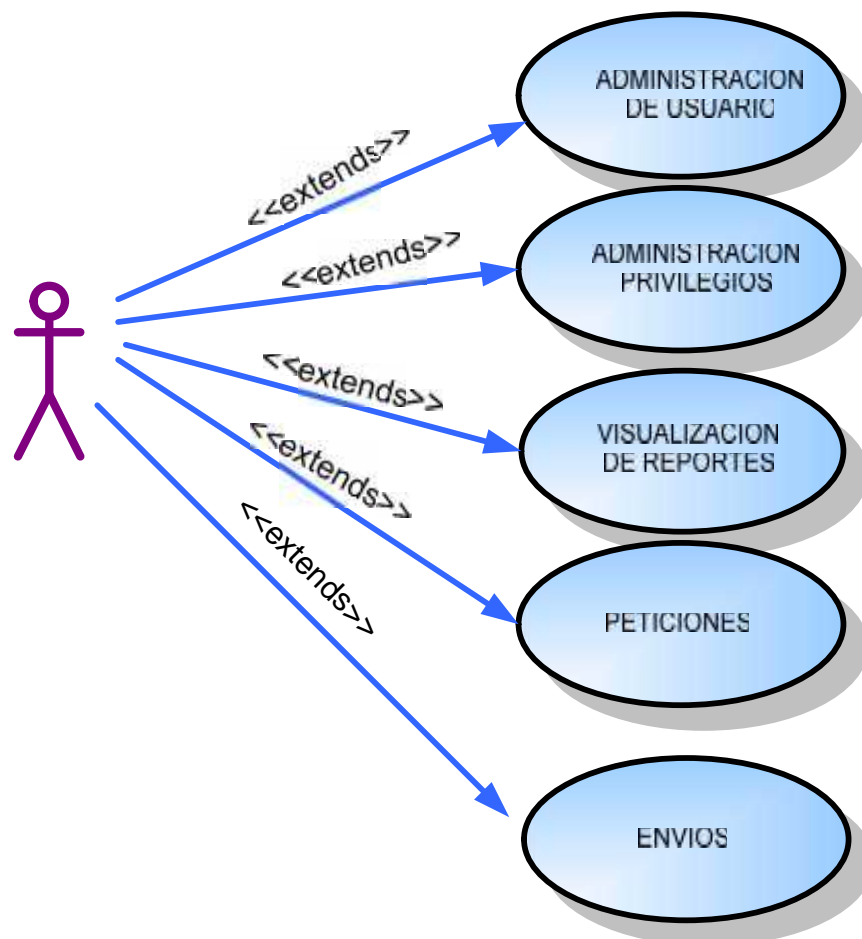 ADMINISTRACION
DE USUARIO
<<extends>>
<<extends>>
ADMINISTRACION
PRIVILEGIOS
<<extends>>
VISUALIZACION
DE REPORTES
<<extends>>
<<extends>>
PETICIONES
ENVIOS